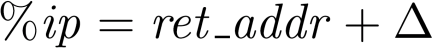 %ip = ret_addr + Δ